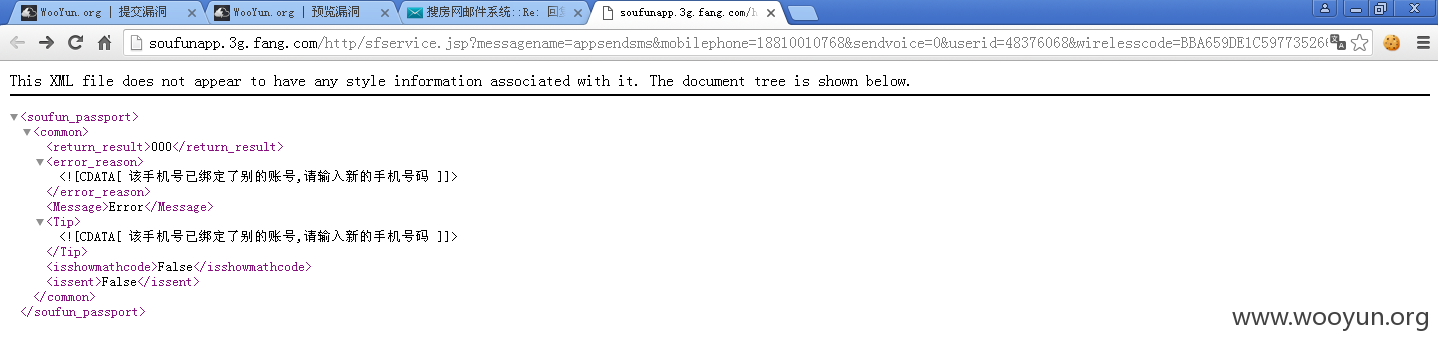 WooYun.org | 提交漏洞
WooYun.org | 预览漏洞
搜房网邮件系统::Re: 回复
soufunapp.3g.fang.com/h
soufunapp.3g.fang.com/http/sfservice.jsp?messagename=appsendsms&mobilephone=18810010768&sendvoice=0&userid=48376068&wirelesscode=BBA659DE1C59773526
This XML file does not appear to have any style information associated with it. The document tree is shown below.
<soufun_passport>
<common>
<return_result>000</return_result>
<error_reason>
<![CDATA[ 该手机号已绑定了别的账号,请输入新的手机号码 ]]>
</error_reason>
<Message>Error</Message>
<Tip>
<![CDATA[ 该手机号已绑定了别的账号,请输入新的手机号码 ]]>
</Tip>
<isshowmathcode>False</isshowmathcode>
<issent>False</issent>
</common>
</soufun_passport>
www.wooyun.org